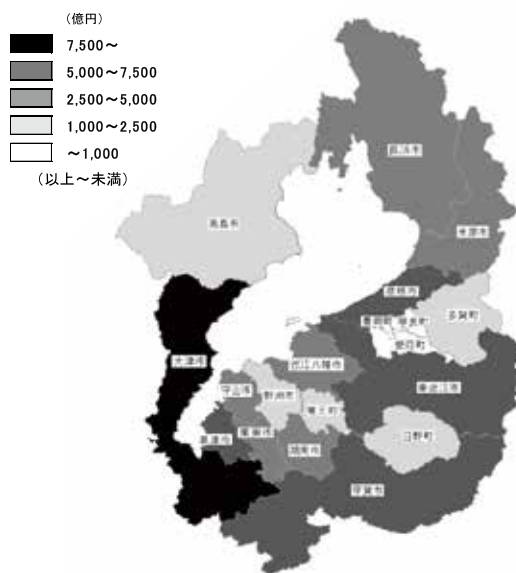 (億円)
7,500~
5,000~7,500
2,500~5,000
1,000~2,500
~1,000
(以上~未満)
長浜市
高島市
米原市
彦根市
多賀町
豊郷町 甲良町
愛荘町
大津市
近江八幡市
東近江市
守山市
野洲市
竜王町
草津市
栗東市
湖南市
日野町
甲賀市